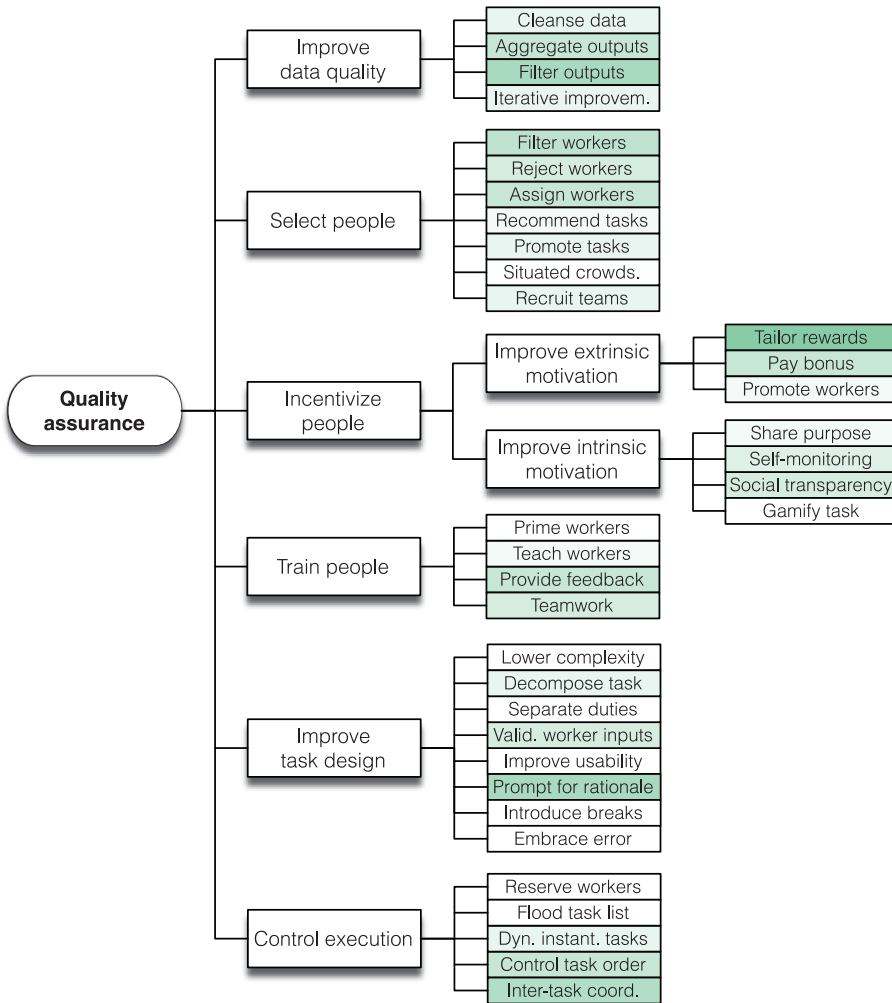 Quality
assurance
Improve
data quality
Cleanse data
Aggregate outputs
Filter outputs
Iterative improvem.
Select people
Filter workers
Reject workers
Assign workers
Recommend tasks
Promote tasks
Situated crowds.
Recruit teams
Incentivize
people
Improve extrinsic
motivation
Tailor rewards
Pay bonus
Promote workers
Improve intrinsic
motivation
Share purpose
Self-monitoring
Social transparency
Gamify task
Train people
Prime workers
Teach workers
Provide feedback
Teamwork
Improve
task design
Lower complexity
Decompose task
Separate duties
Valid. worker inputs
Improve usability
Prompt for rationale
Introduce breaks
Embrace error
Control execution
Reserve workers
Flood task list
Dyn. instant. tasks
Control task order
Inter-task coord.